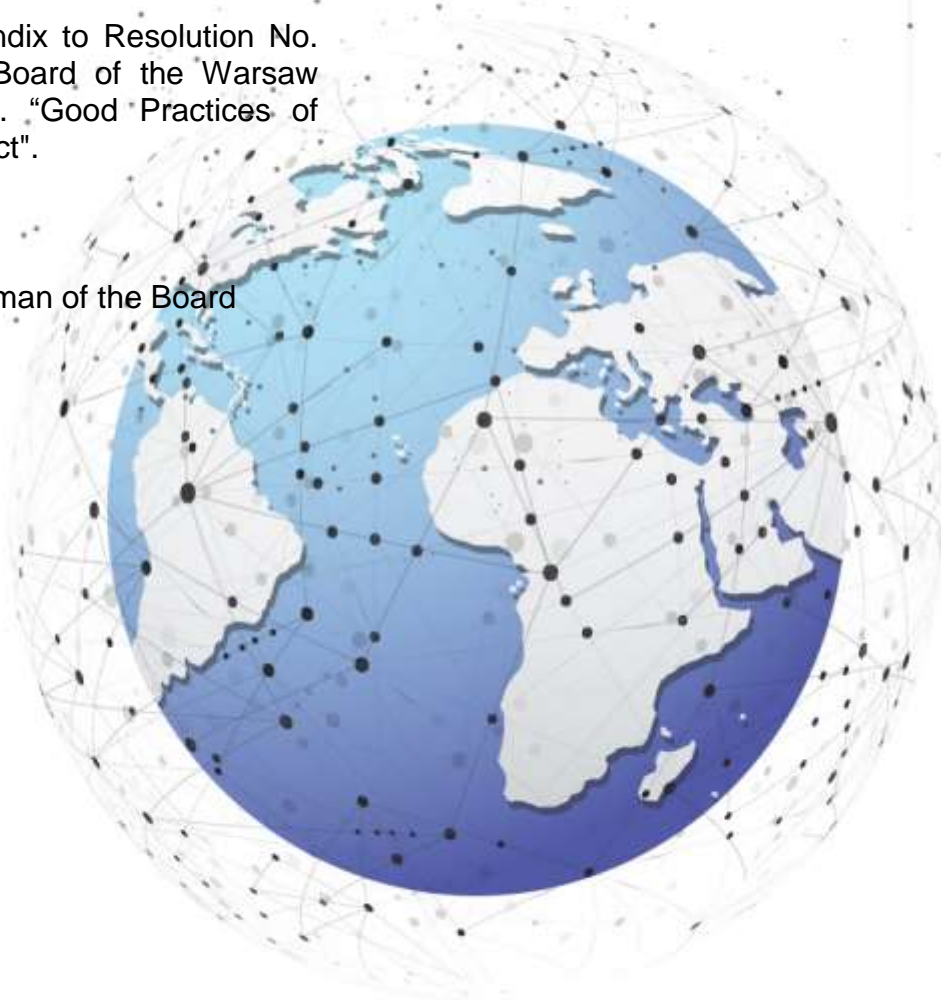 ndix to Resolution No.
Board of the Warsaw
. “Good Practices of
ct".
man of the Board